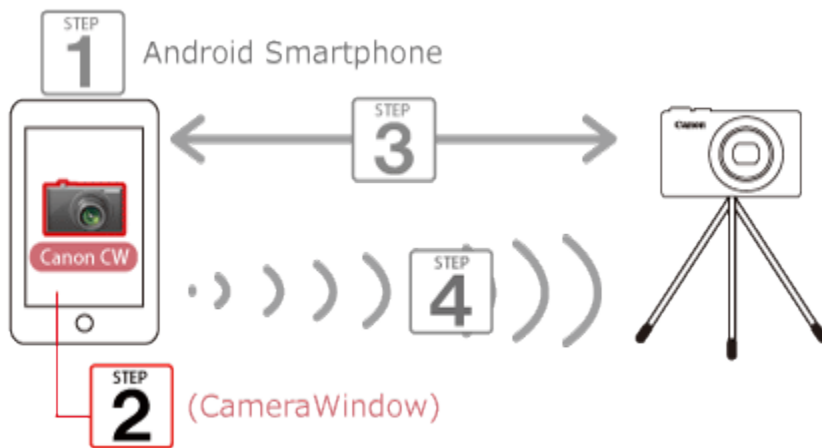 STEP
1
Android Smartphone
STEP
3
Canon
Canon CW
STEP
4
STEP
2
(CameraWindow)